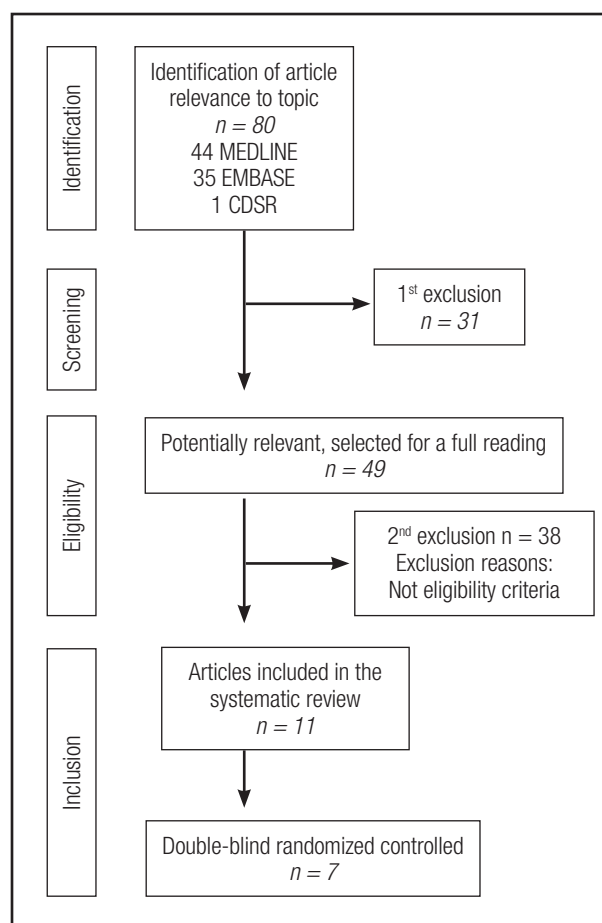 Identification
Identification of article
relevance to topic
n = 80
44 MEDLINE
35 EMBASE
1 CDSR
Screening
1st exclusion
n = 31
Eligibility
Potentially relevant, selected for a full reading
n = 49
2nd exclusion n = 38
Exclusion reasons:
Not eligibility criteria
Inclusion
Articles included in the
systematic review
n = 11
Double-blind randomized controlled
n = 7